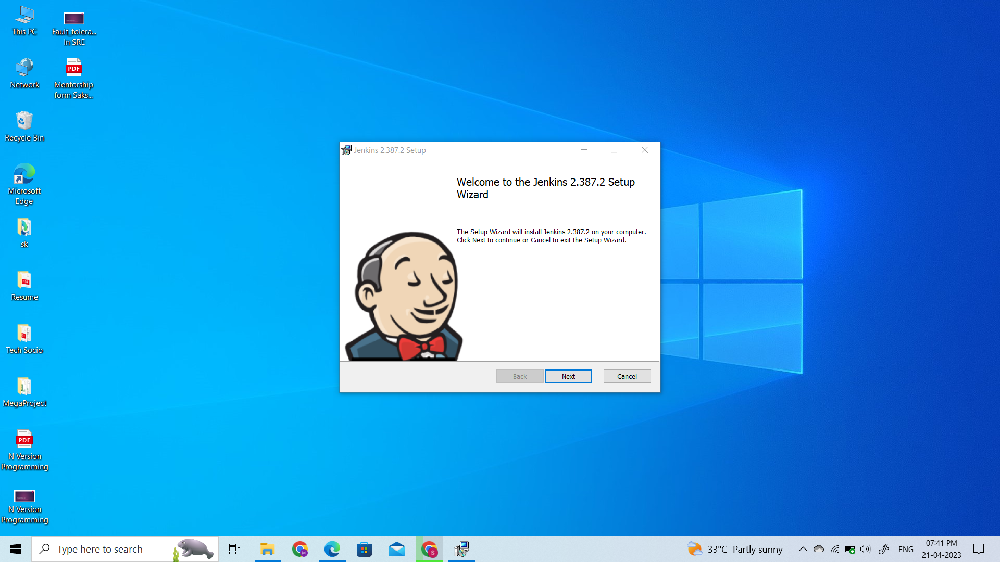 This PC
Fault_tolera...
In SRE
Network
Mentorship
form Saks...
Recycle Bin
Microsoft
Edge
sk
Resume
Tech Socio
MegaProject
PDF
N Version
Programming
N Version
Programming
PDF
PDF
Jenkins 2.387.2 Setup
Welcome to the Jenkins 2.387.2 Setup
Wizard
The Setup Wizard will install Jenkins 2.387.2 on your computer.
Click Next to continue or Cancel to exit the Setup Wizard.
Back
Next
Cancel
Type here to search
M
S
33°C Partly sunny
ENG
07:41 PM
21-04-2023